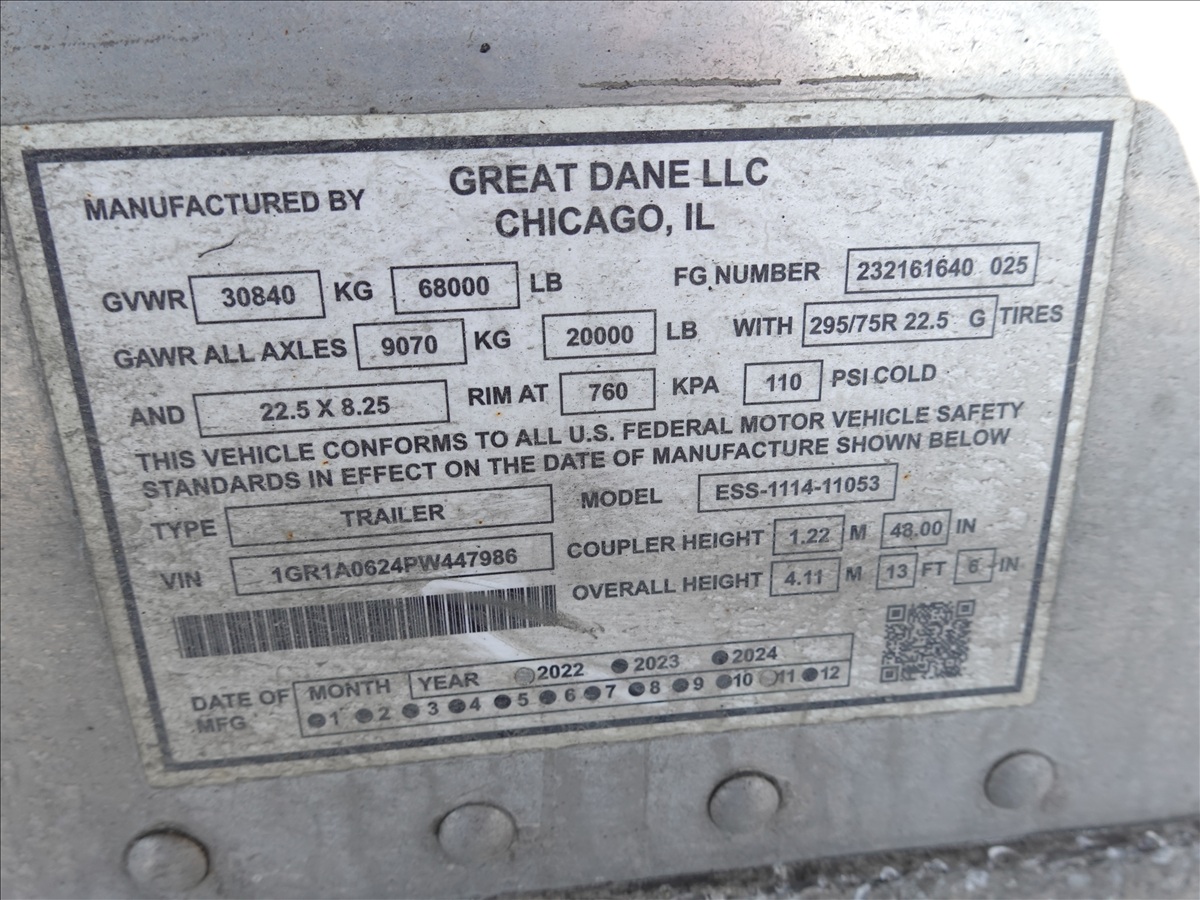 MANUFACTURED BY GREAT DANE LLC
CHICAGO, IL
GVWR 30840 KG 68000 LB FG NUMBER 232161640 025
GAWR ALL AXLES 9070 KG 20000 LB WITH 295/75R 22.5 G TIRES
AND 22.5 X 8.25 RIM AT 760 KPA 110 PSI COLD
THIS VEHICLE CONFORMS TO ALL U.S. FEDERAL MOTOR VEHICLE SAFETY
STANDARDS IN EFFECT ON THE DATE OF MANUFACTURE SHOWN BELOW
TYPE TRAILER MODEL ESS-1114-11053
VIN 1GR1A0624PW447986 COUPLER HEIGHT 1.22 M 48.00 IN
OVERALL HEIGHT 4.11 M 13 FT 6 IN
DATE OF MFG MONTH YEAR 2022 2023 2024
1 2 3 4 5 6 7 8 9 10 11 12